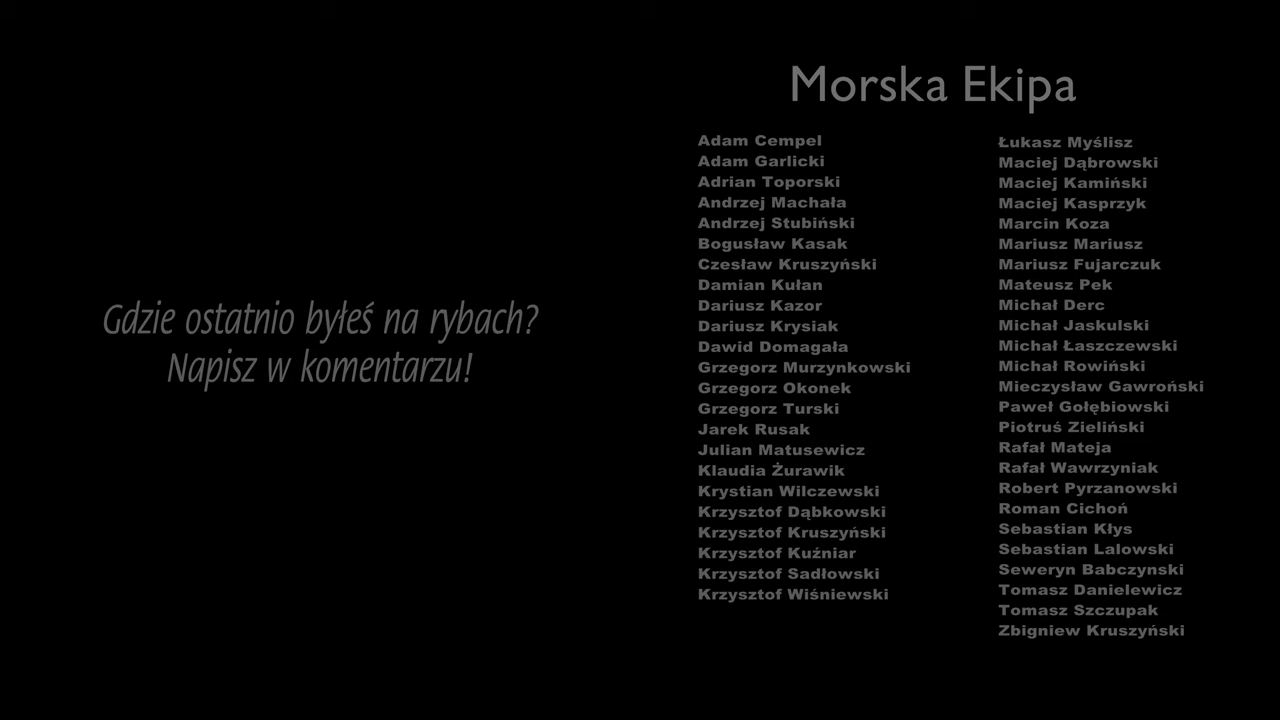 Gdzie ostatnio byłeś na rybach?
Napisz w komentarzu!
Morska Ekipa
Adam Cempel
Adam Garlicki
Adrian Toporski
Andrzej Machała
Andrzej Stubiński
Bogusław Kasak
Czesław Kruszyński
Damian Kułan
Dariusz Kazor
Dariusz Krysiak
Dawid Domagała
Grzegorz Murzynkowski
Grzegorz Okonek
Grzegorz Turski
Jarek Rusak
Julian Matusewicz
Klaudia Żurawik
Krystian Wilczewski
Krzysztof Dąbkowski
Krzysztof Kruszyński
Krzysztof Kuźniar
Krzysztof Sadłowski
Krzysztof Wiśniewski
Łukasz Myślisz
Maciej Dąbrowski
Maciej Kamiński
Maciej Kasprzyk
Marcin Koza
Mariusz Mariusz
Mariusz Fujarczuk
Mateusz Pek
Michał Derc
Michał Jaskulski
Michał Łaszczewski
Michał Rowiński
Mieczysław Gawroński
Paweł Gołębiowski
Piotruś Zieliński
Rafał Mateja
Rafał Wawrzyniak
Robert Pyrzanowski
Roman Cichoń
Sebastian Kłys
Sebastian Lalowski
Seweryn Babczynski
Tomasz Danielewicz
Tomasz Szczupak
Zbigniew Kruszyński